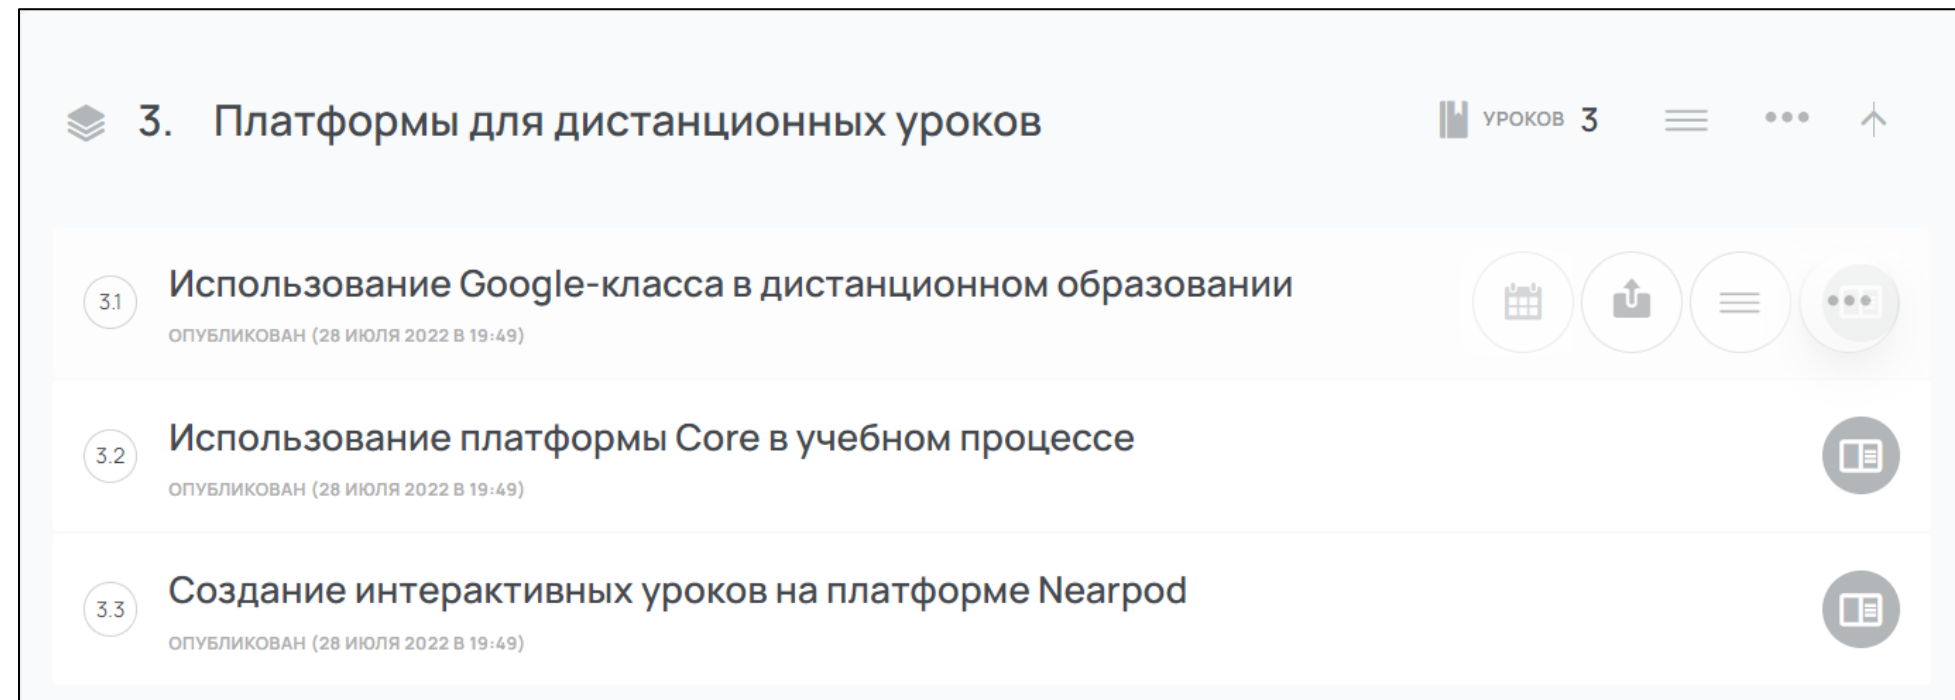 3. Платформы для дистанционных уроков УРОКОВ 3
3.1 Использование Google-класса в дистанционном образовании
ОПУБЛИКОВАН (28 ИЮЛЯ 2022 В 19:49)
3.2 Использование платформы Core в учебном процессе
ОПУБЛИКОВАН (28 ИЮЛЯ 2022 В 19:49)
3.3 Создание интерактивных уроков на платформе Nearpod
ОПУБЛИКОВАН (28 ИЮЛЯ 2022 В 19:49)